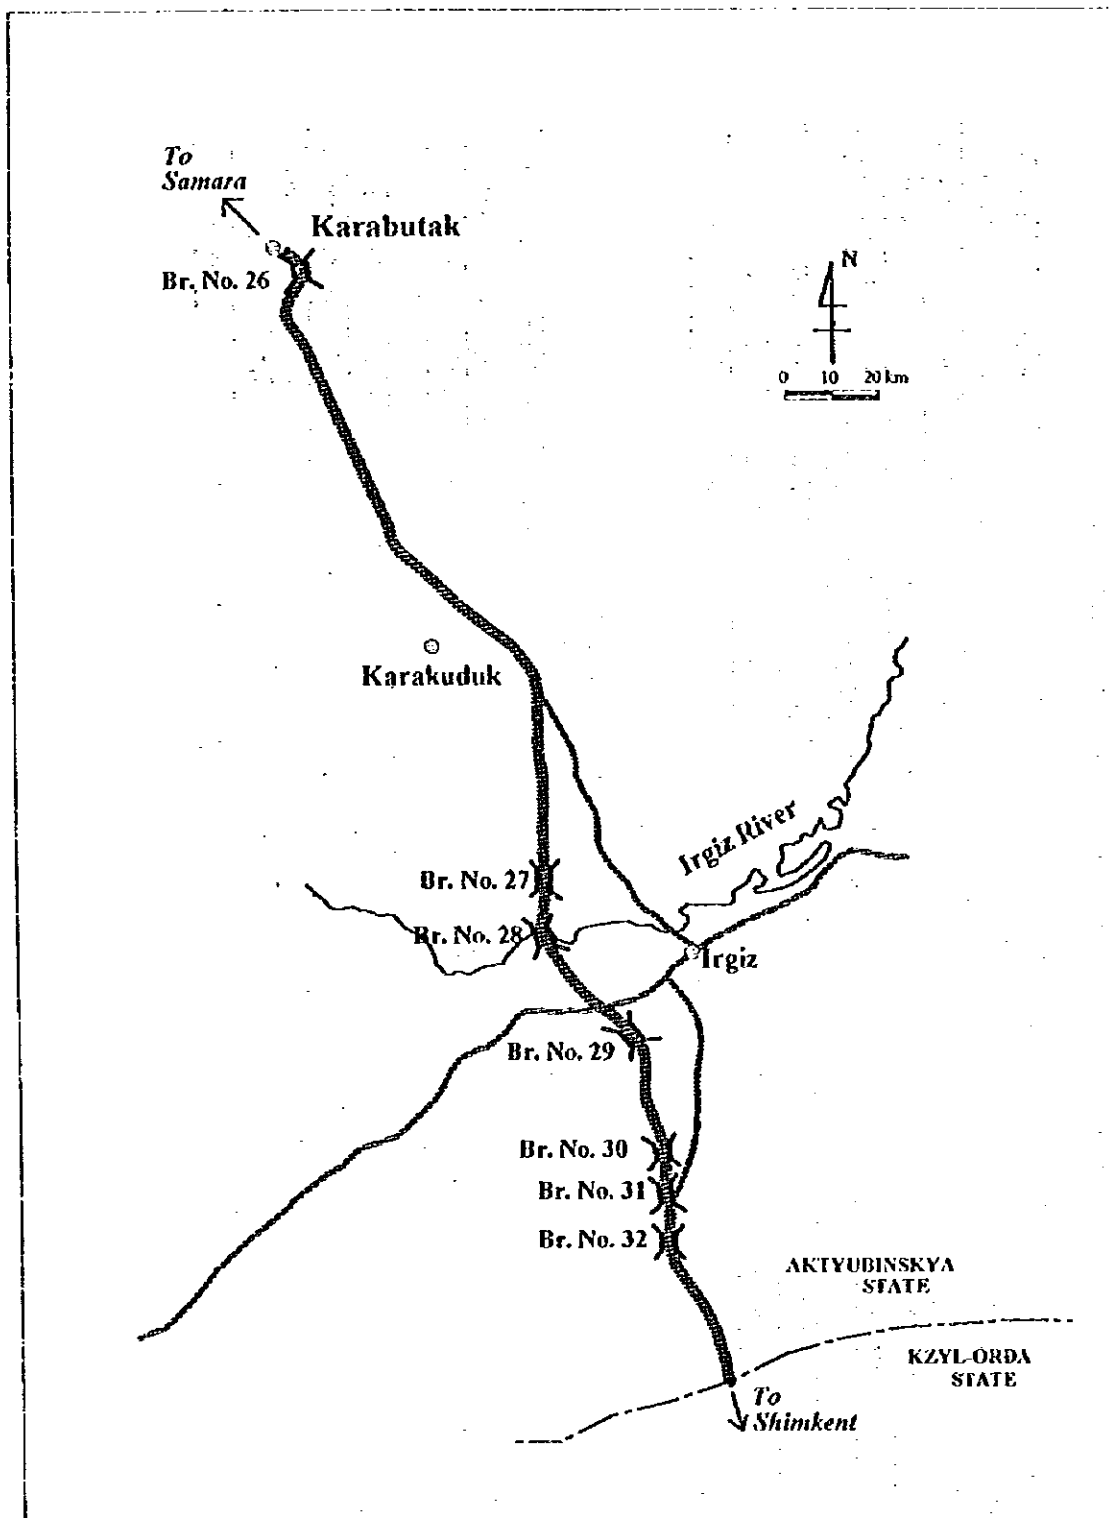 To
Samara
Karabutak
Br. No. 26
N
0 10 20 km
Karakuduk
Irgiz River
Br. No. 27
Br. No. 28
Irgiz
Br. No. 29
Br. No. 30
Br. No. 31
Br. No. 32
AKTYUBINSKYA
STATE
KZYL-ORDA
STATE
To
Shimkent